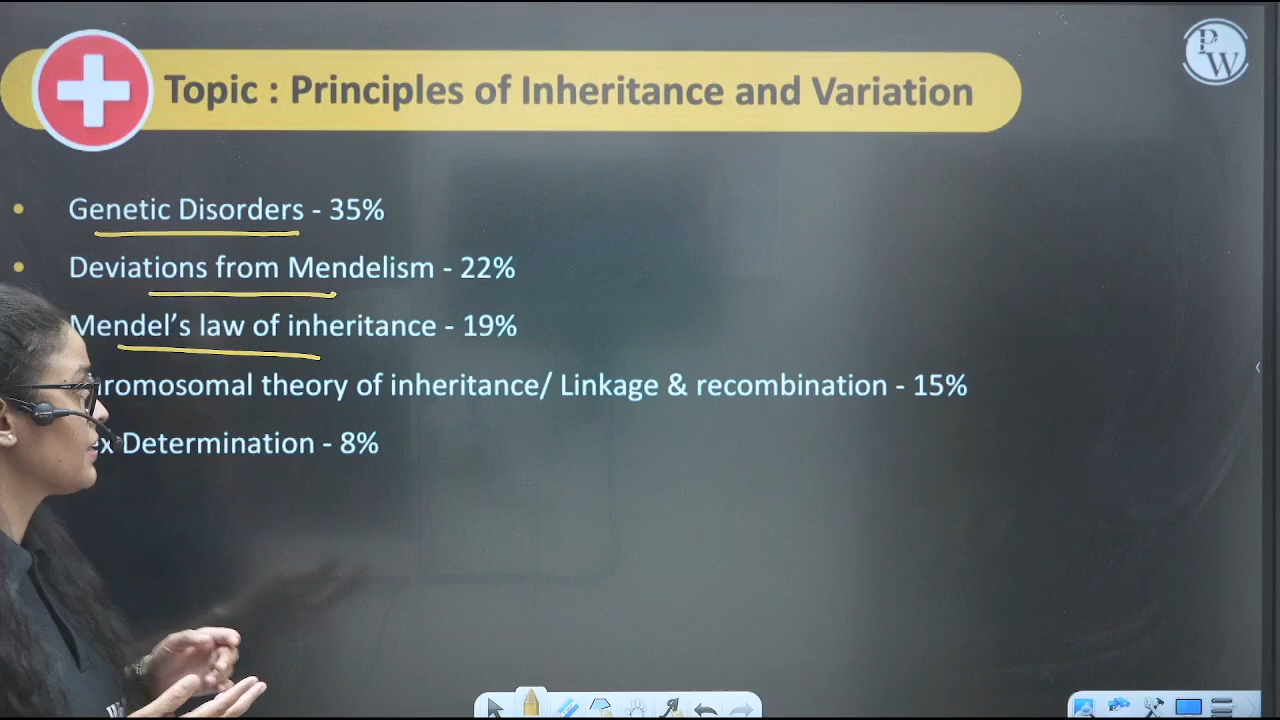 Topic : Principles of Inheritance and Variation
PW
• Genetic Disorders - 35%
• Deviations from Mendelism - 22%
Mendel's law of inheritance - 19%
theory of inheritance/ Linkage & recombination - 15%
Determination - 8%